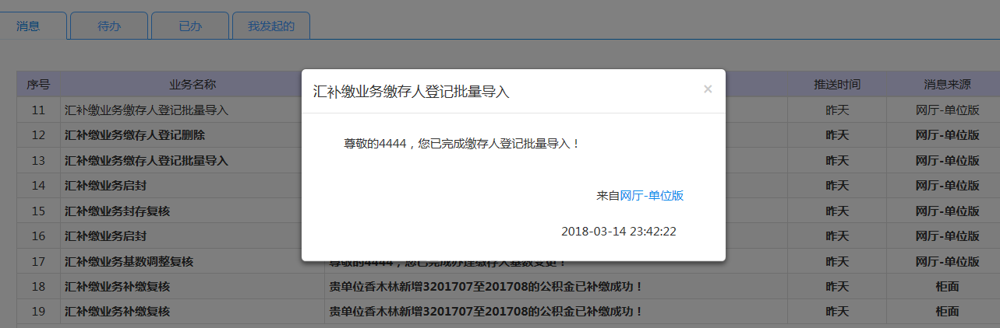 消息 待办 已办 我发起的
序号 业务名称 推送时间 消息来源
汇补缴业务缴存人登记批量导入 ×
11 汇补缴业务缴存人登记批量导入 昨天 网厅-单位版
12 汇补缴业务缴存人登记删除 昨天 网厅-单位版
尊敬的4444，您已完成缴存人登记批量导入！
13 汇补缴业务缴存人登记批量导入 昨天 网厅-单位版
14 汇补缴业务启封 昨天 网厅-单位版
来自网厅-单位版
15 汇补缴业务封存复核 昨天 网厅-单位版
16 汇补缴业务启封 昨天 网厅-单位版
2018-03-14 23:42:22
17 汇补缴业务基数调整复核 尊敬的4444，您已完成办理缴存人基数变更！ 昨天 网厅-单位版
18 汇补缴业务补缴复核 贵单位香木林新增3201707至201708的公积金已补缴成功！ 昨天 柜面
19 汇补缴业务补缴复核 贵单位香木林新增3201707至201708的公积金已补缴成功！ 昨天 柜面